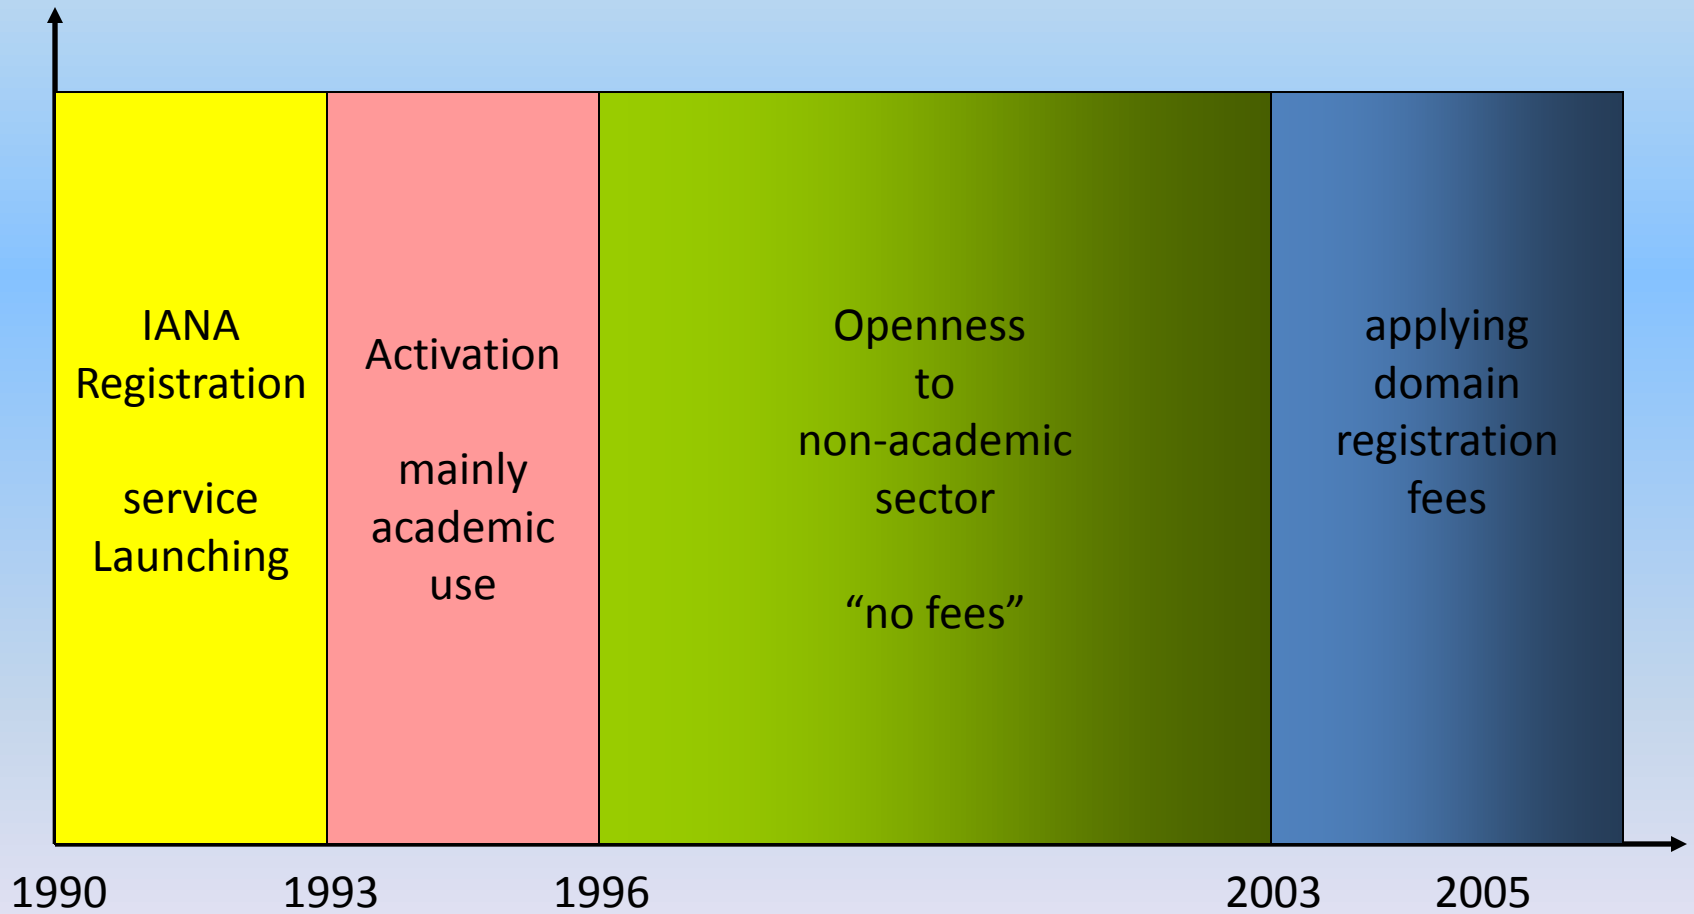 IANA
Registration
service
Launching
Activation
mainly
academic
use
Openness
to
non-academic
sector
“no fees”
applying
domain
registration
fees
1990
1993
1996
2003
2005